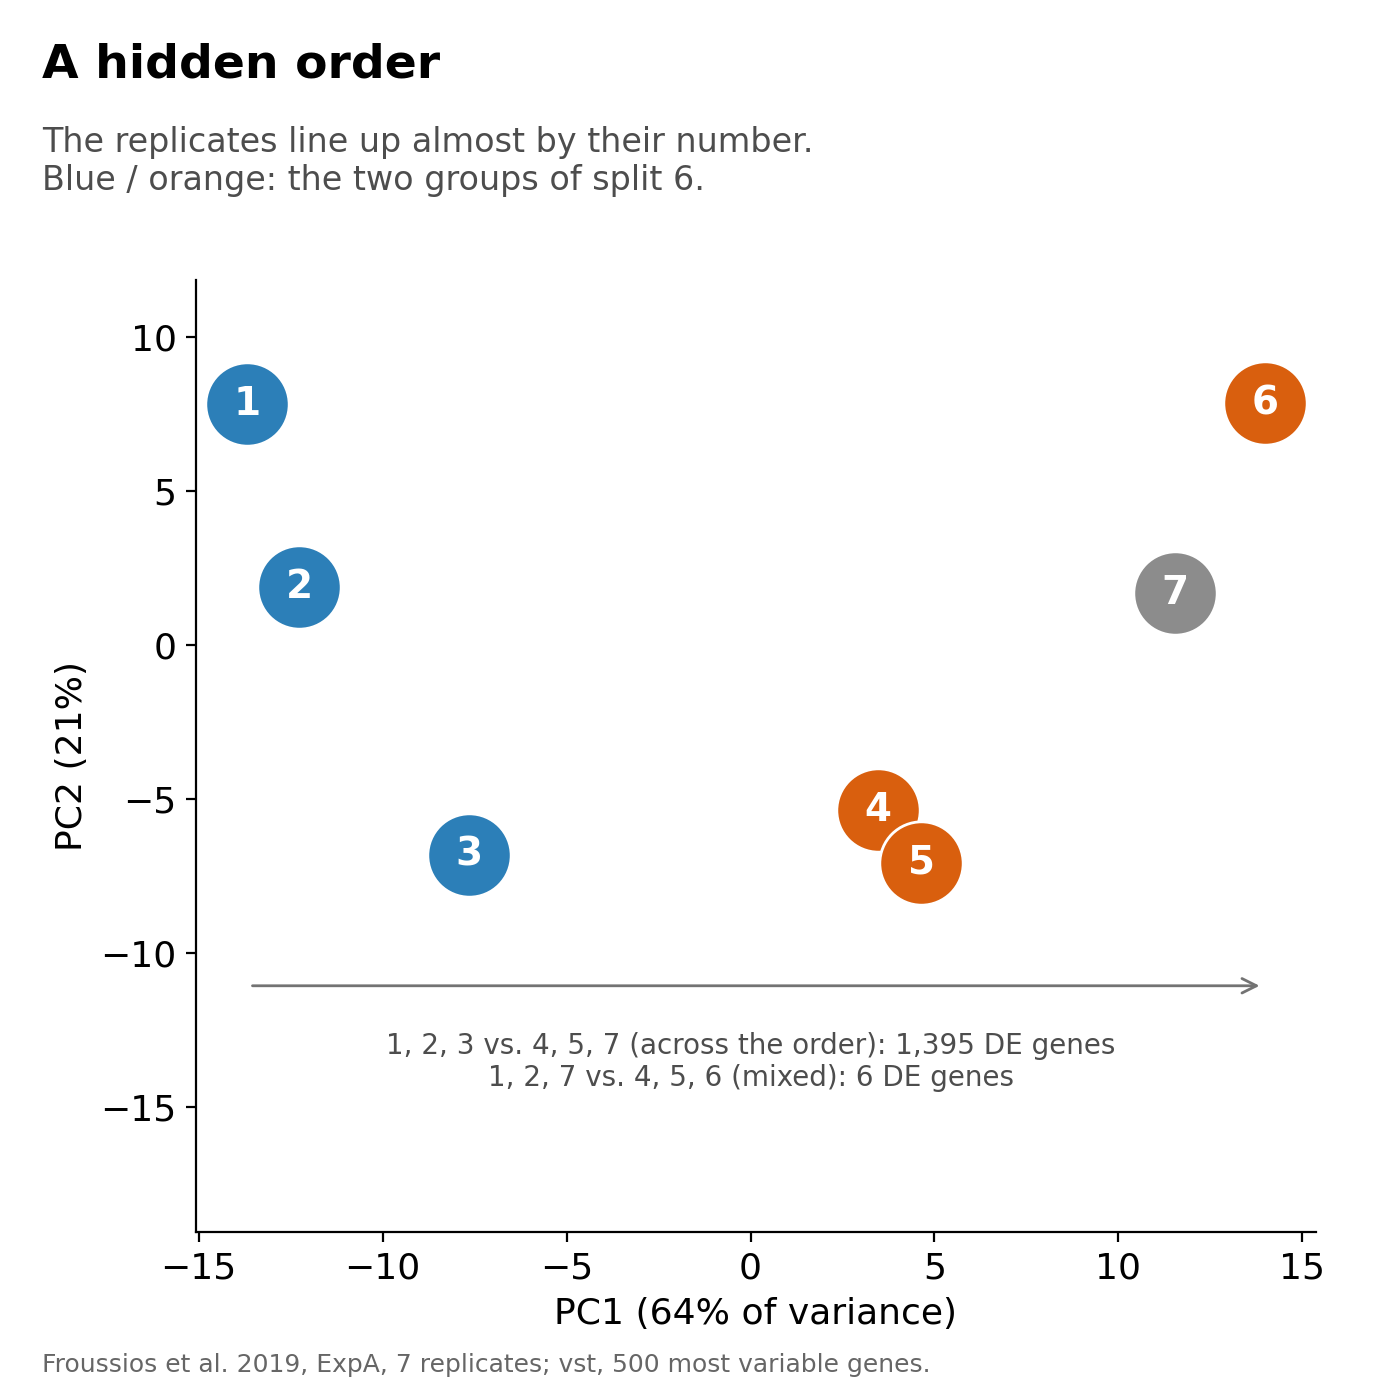 A hidden order
The replicates line up almost by their number.
Blue / orange: the two groups of split 6.
10
5
0
−5
−10
−15
PC2 (21%)
1
2
3
4
5
6
7
1, 2, 3 vs. 4, 5, 7 (across the order): 1,395 DE genes
1, 2, 7 vs. 4, 5, 6 (mixed): 6 DE genes
−15
−10
−5
0
5
10
15
PC1 (64% of variance)
Froussios et al. 2019, ExpA, 7 replicates; vst, 500 most variable genes.